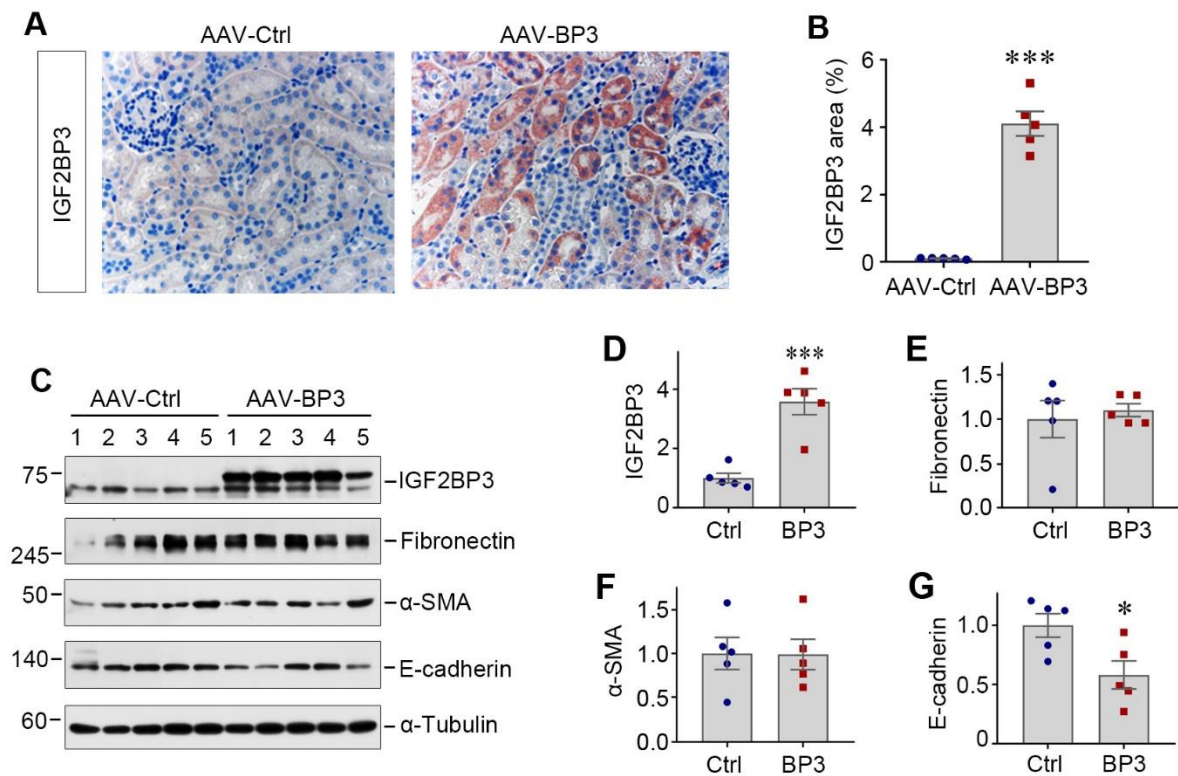 A
AAV-Ctrl
AAV-BP3
IGF2BP3
B
***
IGF2BP3 area (%)
6
4
2
0
AAV-Ctrl AAV-BP3
C
AAV-Ctrl AAV-BP3
1 2 3 4 5 1 2 3 4 5
75
IGF2BP3
245
Fibronectin
50
α-SMA
140
E-cadherin
60
α-Tubulin
D
***
IGF2BP3
4
2
0
Ctrl BP3
E
Fibronectin
1.5
1.0
0.5
0.0
Ctrl BP3
F
α-SMA
1.5
1.0
0.5
0.0
Ctrl BP3
G
*
E-cadherin
1.0
0.5
0.0
Ctrl BP3